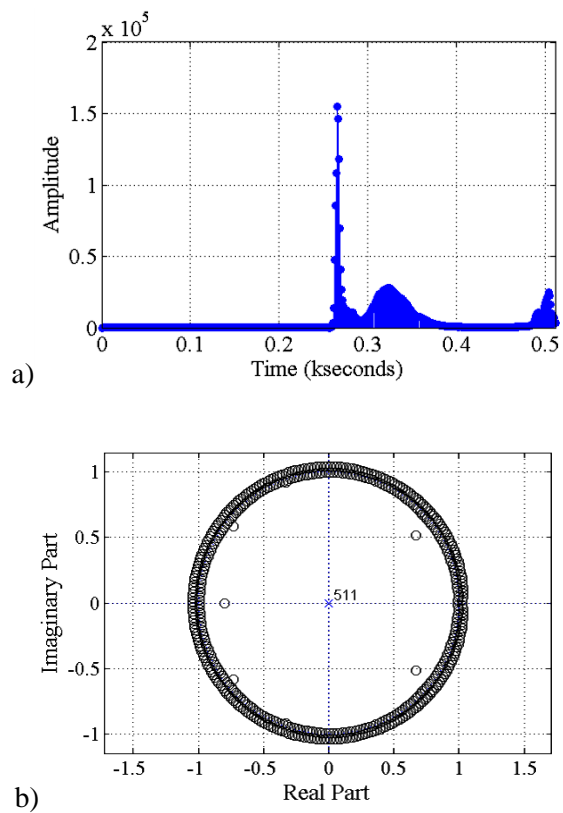 2 x 10^5
1.5
1
0.5
0
Amplitude
0 0.1 0.2 0.3 0.4 0.5
Time (kseconds)
a)
1
0.5
0
-0.5
-1
Imaginary Part
511
-1.5 -1 -0.5 0 0.5 1 1.5
Real Part
b)